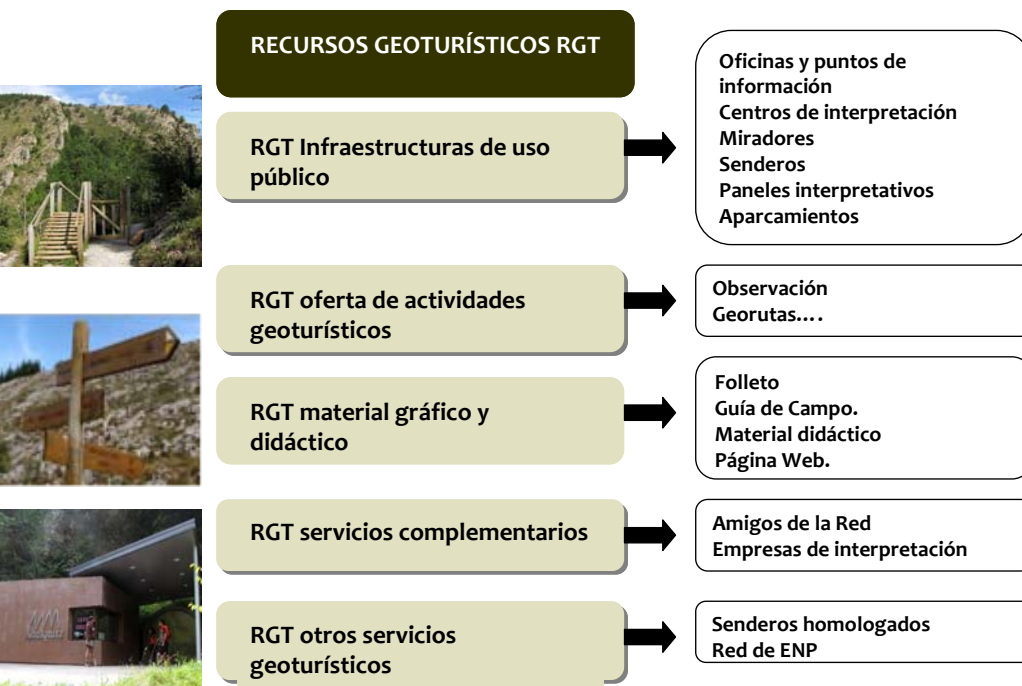 RECURSOS GEOTURÍSTICOS RGT
RGT Infraestructuras de uso
público
Oficinas y puntos de
información
Centros de interpretación
Miradores
Senderos
Paneles interpretativos
Aparcamientos
RGT oferta de actividades
geoturísticos
Observación
Georutas....
RGT material gráfico y
didáctico
Folleto
Guía de Campo.
Material didáctico
Página Web.
RGT servicios complementarios
Amigos de la Red
Empresas de interpretación
RGT otros servicios
geoturísticos
Senderos homologados
Red de ENP